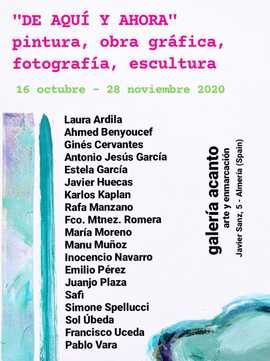 "DE AQUÍ Y AHORA"
pintura, obra gráfica,
fotografía, escultura
16 octubre - 28 noviembre 2020
Laura Ardila
Ahmed Benyoucef
Ginés Cervantes
Antonio Jesús García
Estela García
Javier Huecas
Karlos Kaplan
Rafa Manzano
Fco. Mtnez. Romera
María Moreno
Manu Muñoz
Inocencio Navarro
Emilio Pérez
Juanjo Plaza
Safi
Simone Spellucci
Sol Úbeda
Francisco Uceda
Pablo Vara
galería acanto
arte y enmarcación
Javier Sanz, 5 - Almería (Spain)